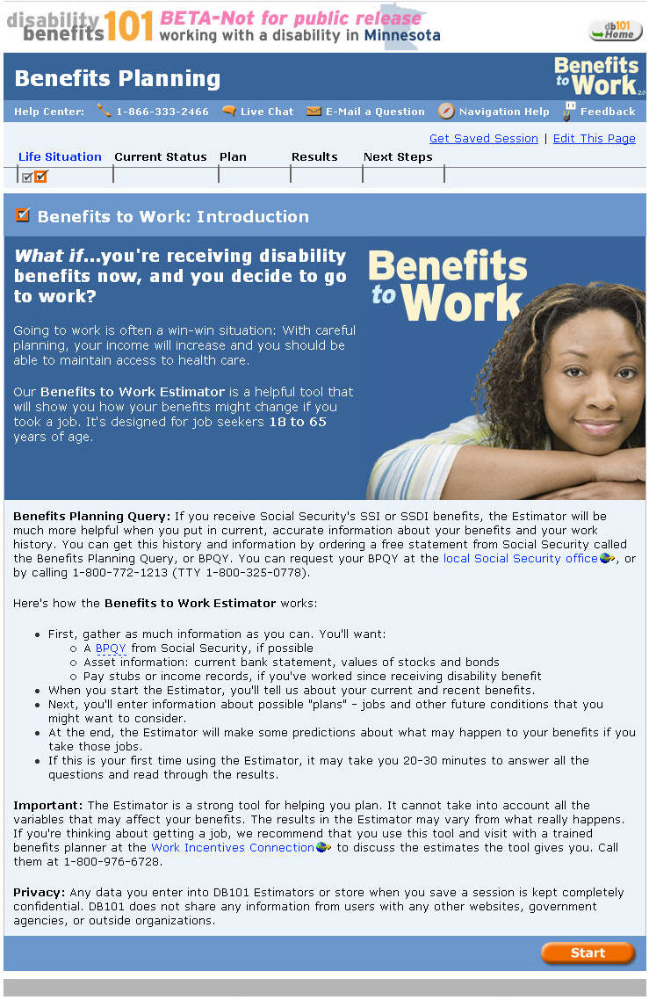 disability benefits101 BETA-Not for public release
working with a disability in Minnesota
db101 Home
Benefits Planning
Benefits to Work 2.0
Help Center: 1-866-333-2466 Live Chat E-Mail a Question Navigation Help Feedback
Get Saved Session | Edit This Page
Life Situation Current Status Plan Results Next Steps
Benefits to Work: Introduction
What if...you're receiving disability
benefits now, and you decide to go
to work?
Going to work is often a win-win situation: With careful
planning, your income will increase and you should be
able to maintain access to health care.
Our Benefits to Work Estimator is a helpful tool that
will show you how your benefits might change if you
took a job. It's designed for job seekers 18 to 65
years of age.
Benefits
to Work
Benefits Planning Query: If you receive Social Security's SSI or SSDI benefits, the Estimator will be
much more helpful when you put in current, accurate information about your benefits and your work
history. You can get this history and information by ordering a free statement from Social Security called
the Benefits Planning Query, or BPQY. You can request your BPQY at the local Social Security office, or
by calling 1-800-772-1213 (TTY 1-800-325-0778).
Here's how the Benefits to Work Estimator works:
• First, gather as much information as you can. You'll want:
○ A BPQY from Social Security, if possible
○ Asset information: current bank statement, values of stocks and bonds
○ Pay stubs or income records, if you've worked since receiving disability benefit
• When you start the Estimator, you'll tell us about your current and recent benefits.
• Next, you'll enter information about possible "plans" - jobs and other future conditions that you
might want to consider.
• At the end, the Estimator will make some predictions about what may happen to your benefits if you
take those jobs.
• If this is your first time using the Estimator, it may take you 20-30 minutes to answer all the
questions and read through the results.
Important: The Estimator is a strong tool for helping you plan. It cannot take into account all the
variables that may affect your benefits. The results in the Estimator may vary from what really happens.
If you're thinking about getting a job, we recommend that you use this tool and visit with a trained
benefits planner at the Work Incentives Connection to discuss the estimates the tool gives you. Call
them at 1-800-976-6728.
Privacy: Any data you enter into DB101 Estimators or store when you save a session is kept completely
confidential. DB101 does not share any information from users with any other websites, government
agencies, or outside organizations.
Start